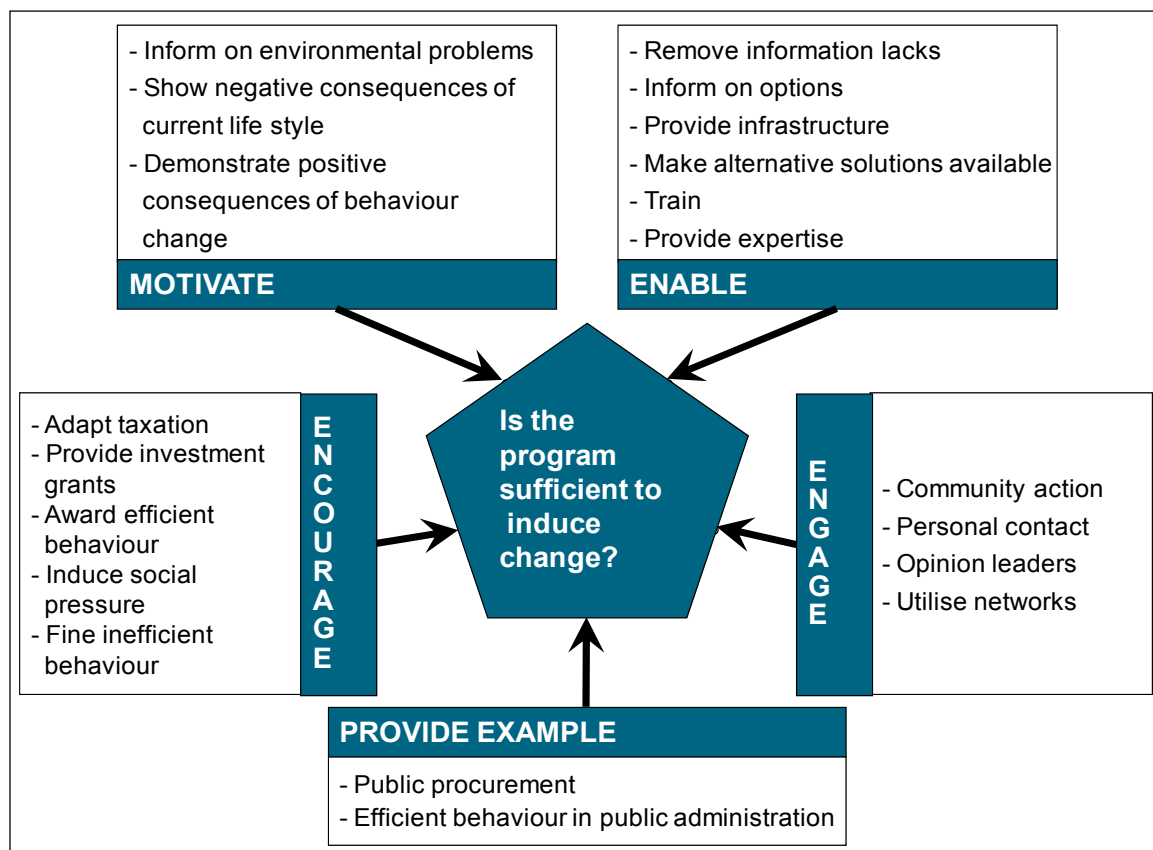 - Inform on environmental problems
- Show negative consequences of
current life style
- Demonstrate positive
consequences of behaviour
change
MOTIVATE
- Remove information lacks
- Inform on options
- Provide infrastructure
- Make alternative solutions available
- Train
- Provide expertise
ENABLE
- Adapt taxation
- Provide investment
grants
- Award efficient
behaviour
- Induce social
pressure
- Fine inefficient
behaviour
ENCOURAGE
Is the
program
sufficient to
induce
change?
ENGAGE
- Community action
- Personal contact
- Opinion leaders
- Utilise networks
PROVIDE EXAMPLE
- Public procurement
- Efficient behaviour in public administration